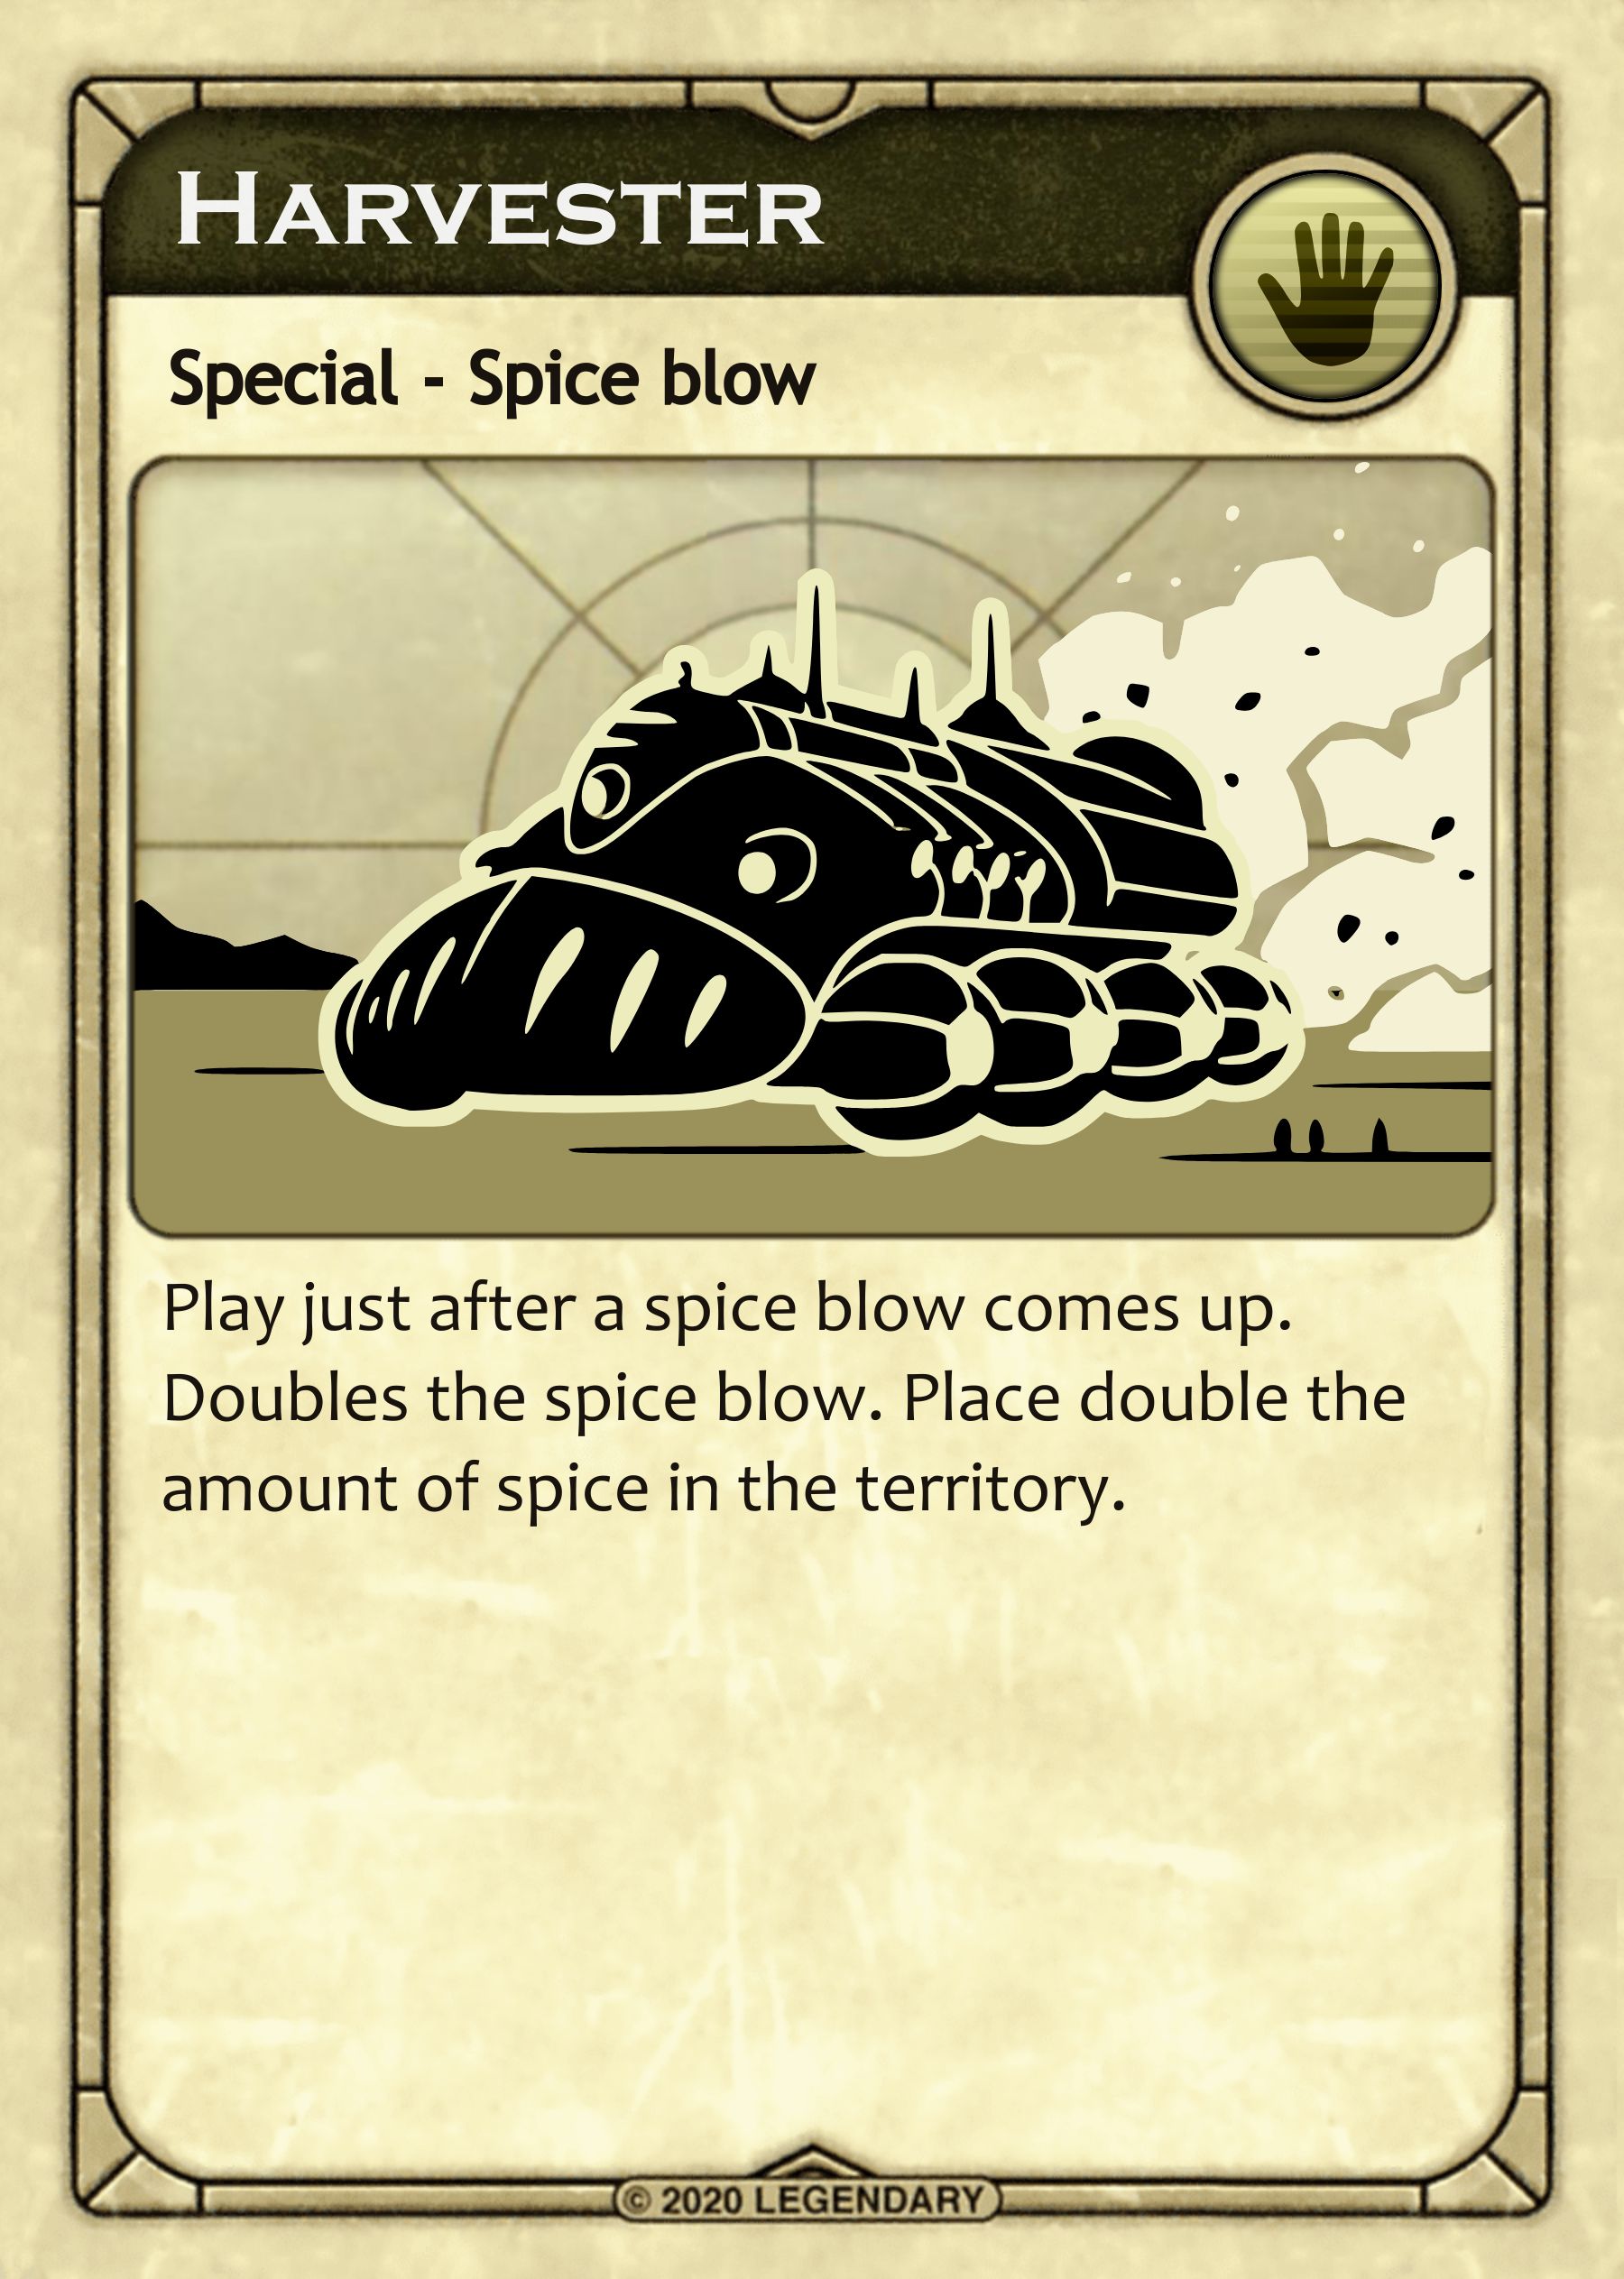 Harvester
Special - Spice blow
Play just after a spice blow comes up.
Doubles the spice blow. Place double the
amount of spice in the territory.
© 2020 LEGENDARY